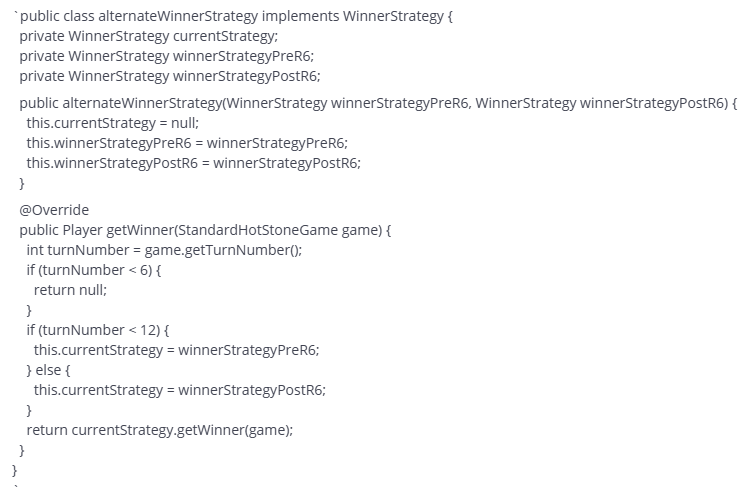 `public class alternateWinnerStrategy implements WinnerStrategy {
private WinnerStrategy currentStrategy;
private WinnerStrategy winnerStrategyPreR6;
private WinnerStrategy winnerStrategyPostR6;
public alternateWinnerStrategy(WinnerStrategy winnerStrategyPreR6, WinnerStrategy winnerStrategyPostR6) {
this.currentStrategy = null;
this.winnerStrategyPreR6 = winnerStrategyPreR6;
this.winnerStrategyPostR6 = winnerStrategyPostR6;
}
@Override
public Player getWinner(StandardHotStoneGame game) {
int turnNumber = game.getTurnNumber();
if (turnNumber < 6) {
return null;
}
if (turnNumber < 12) {
this.currentStrategy = winnerStrategyPreR6;
} else {
this.currentStrategy = winnerStrategyPostR6;
}
return currentStrategy.getWinner(game);
}
}